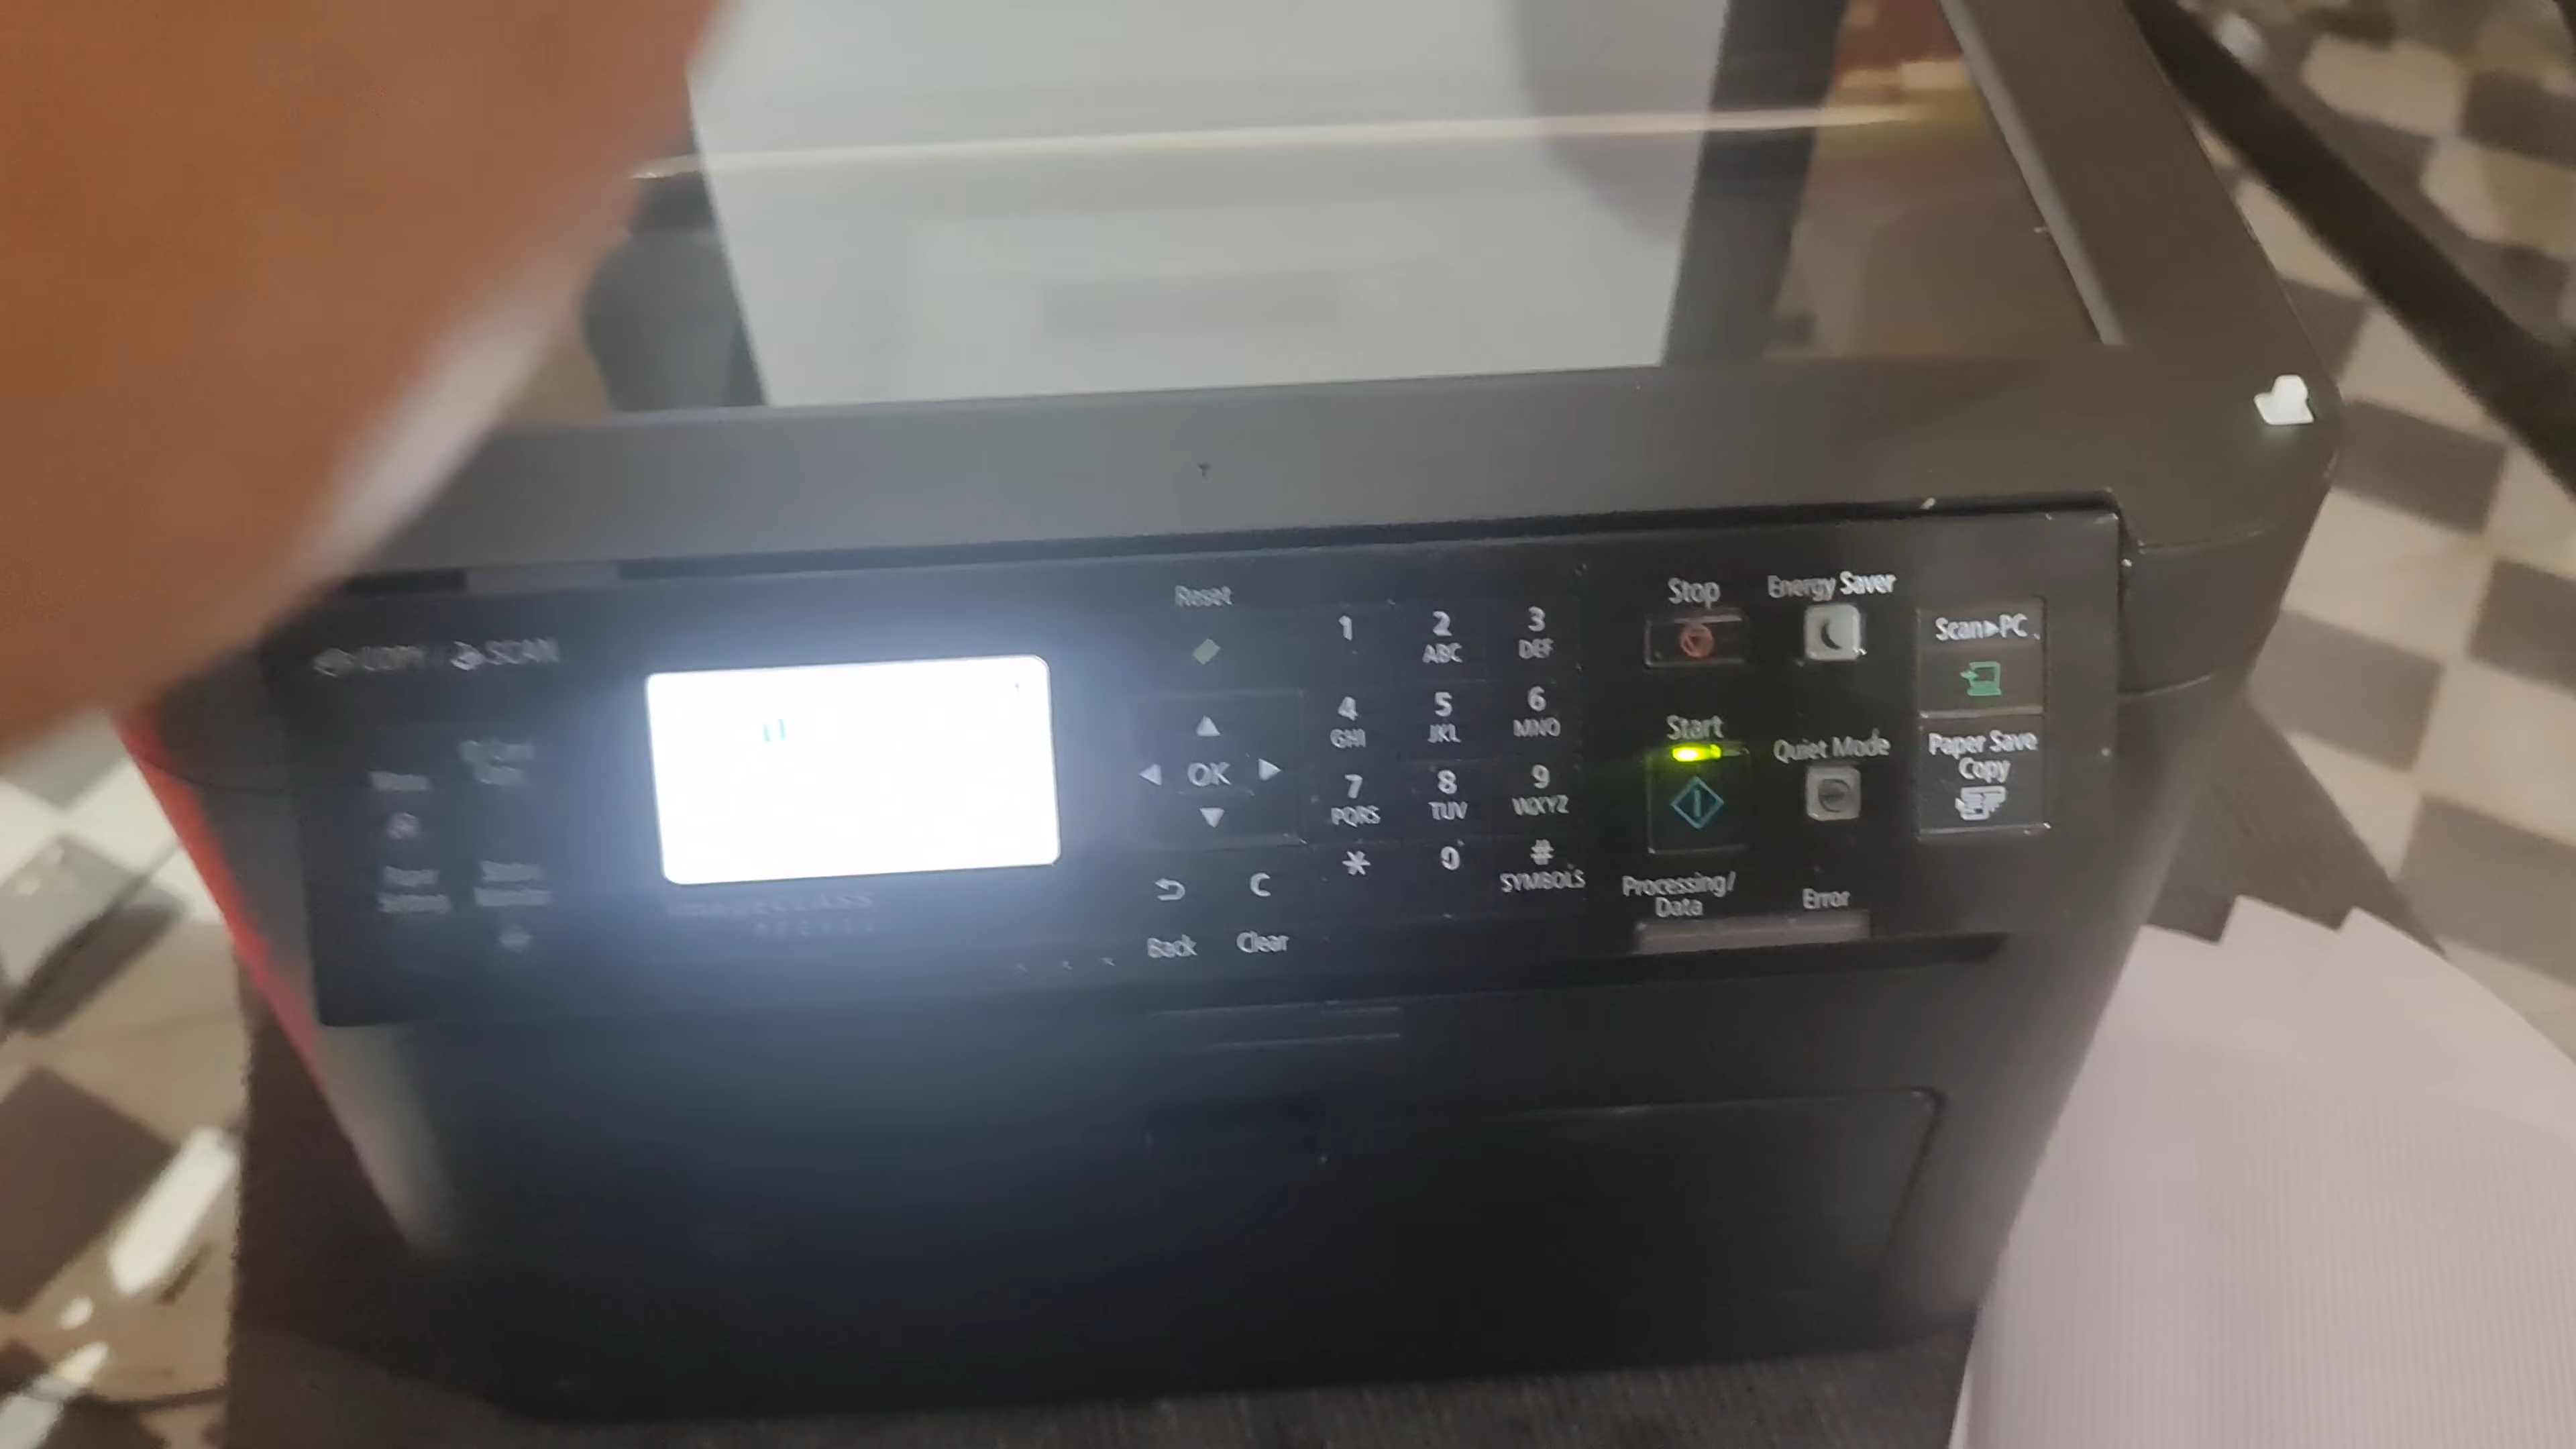 COPY / SCAN
Reset
1
2
ABC
3
DEF
Stop
Energy Saver
Scan▶PC
4
GHI
5
JKL
6
MNO
OK
Start
Quiet Mode
Paper Save
Copy
7
PQRS
8
TUV
9
WXYZ
*
0
#
SYMBOLS
C
Back
Clear
Processing/
Data
Error
imageCLASS